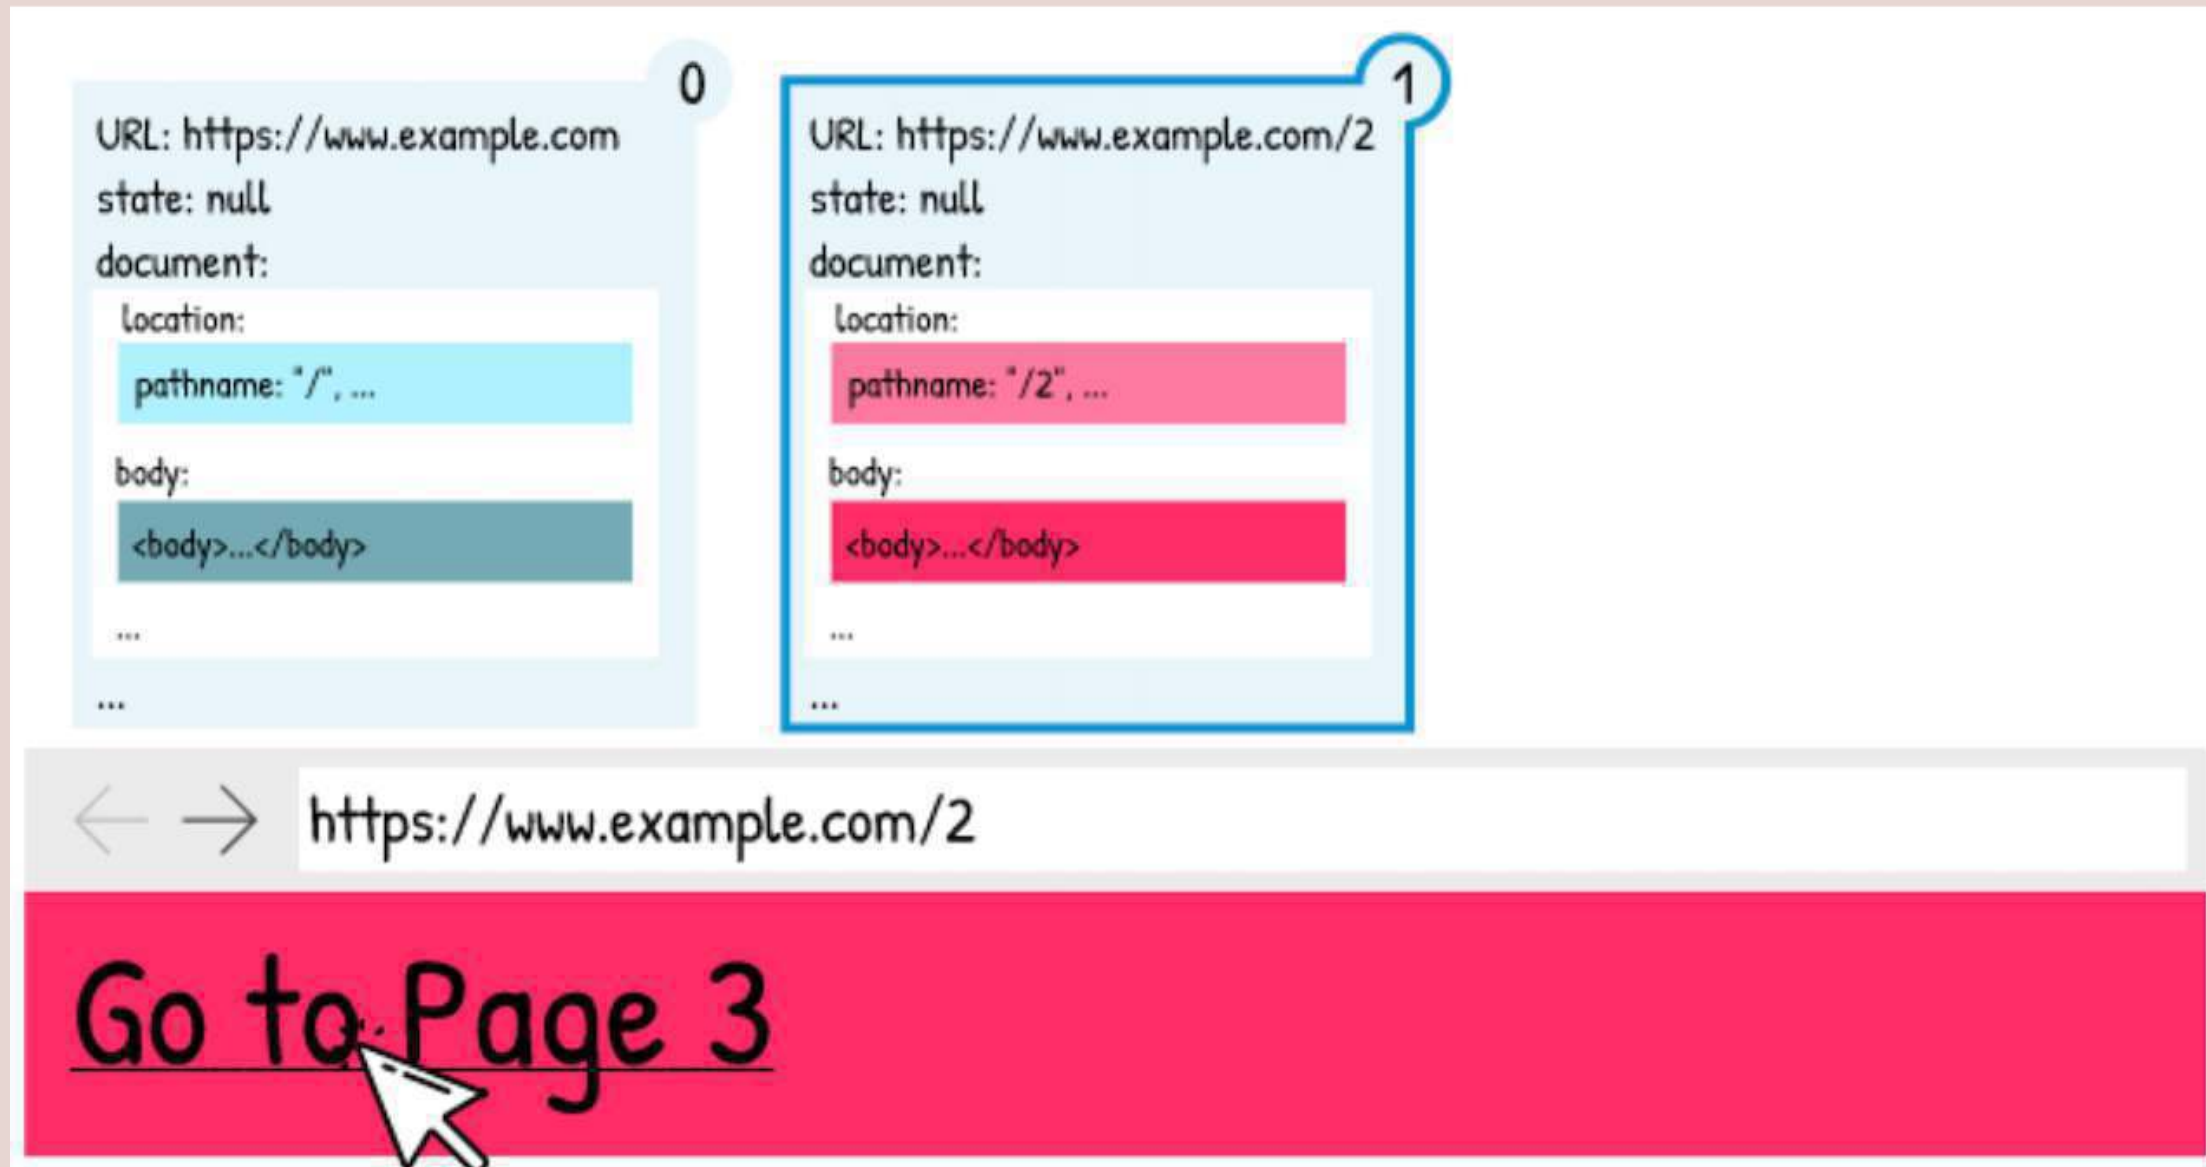 0
URL: https://www.example.com
state: null
document:
location:
pathname: "/", ...
body:
<body>...</body>
...
...
1
URL: https://www.example.com/2
state: null
document:
location:
pathname: "/2", ...
body:
<body>...</body>
...
...
https://www.example.com/2
Go to Page 3